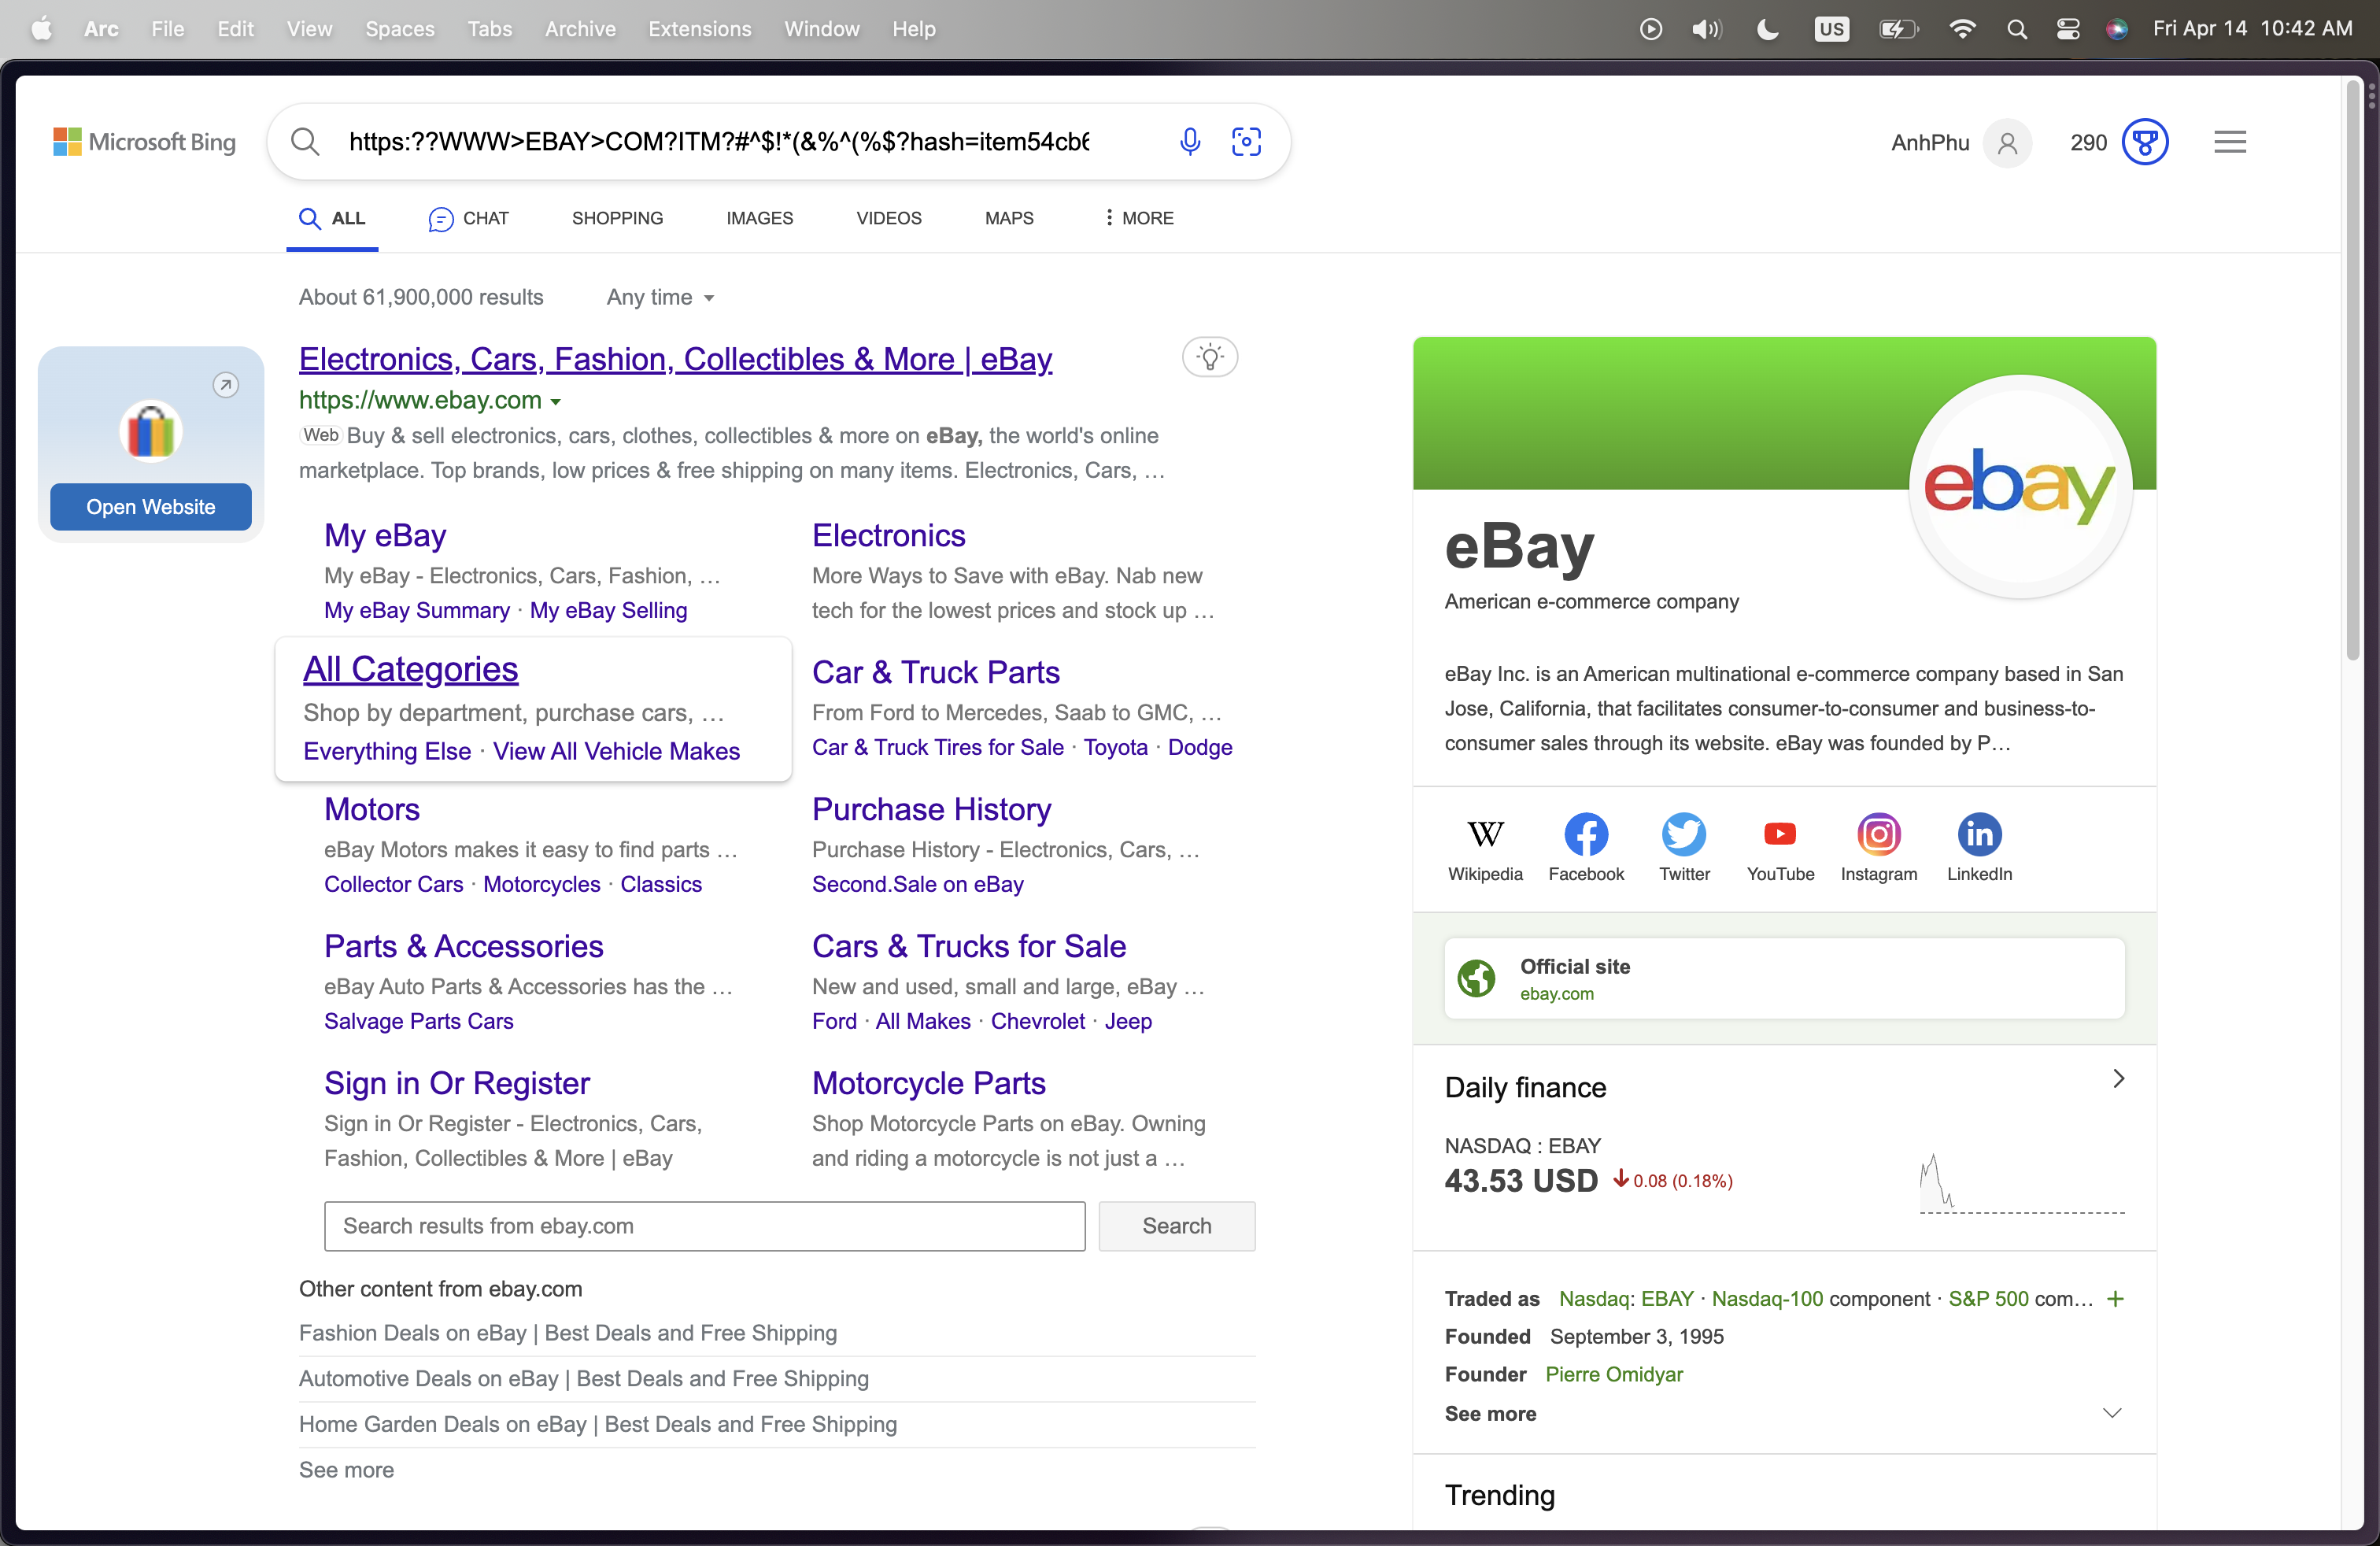 Arc File Edit View Spaces Tabs Archive Extensions Window Help US Fri Apr 14 10:42 AM
Microsoft Bing
https:??WWW>EBAY>COM?ITM?#^$!*(&%^(%$?hash=item54cb6
AnhPhu
290
ALL CHAT SHOPPING IMAGES VIDEOS MAPS MORE
About 61,900,000 results Any time
Open Website
Electronics, Cars, Fashion, Collectibles & More | eBay
https://www.ebay.com
Web Buy & sell electronics, cars, clothes, collectibles & more on eBay, the world's online
marketplace. Top brands, low prices & free shipping on many items. Electronics, Cars, …
My eBay
My eBay - Electronics, Cars, Fashion, …
My eBay Summary · My eBay Selling
Electronics
More Ways to Save with eBay. Nab new
tech for the lowest prices and stock up …
All Categories
Shop by department, purchase cars, …
Everything Else · View All Vehicle Makes
Car & Truck Parts
From Ford to Mercedes, Saab to GMC, …
Car & Truck Tires for Sale · Toyota · Dodge
Motors
eBay Motors makes it easy to find parts …
Collector Cars · Motorcycles · Classics
Purchase History
Purchase History - Electronics, Cars, …
Second.Sale on eBay
Parts & Accessories
eBay Auto Parts & Accessories has the …
Salvage Parts Cars
Cars & Trucks for Sale
New and used, small and large, eBay …
Ford · All Makes · Chevrolet · Jeep
Sign in Or Register
Sign in Or Register - Electronics, Cars,
Fashion, Collectibles & More | eBay
Motorcycle Parts
Shop Motorcycle Parts on eBay. Owning
and riding a motorcycle is not just a …
Search results from ebay.com
Search
Other content from ebay.com
Fashion Deals on eBay | Best Deals and Free Shipping
Automotive Deals on eBay | Best Deals and Free Shipping
Home Garden Deals on eBay | Best Deals and Free Shipping
See more
ebay
eBay
American e-commerce company
eBay Inc. is an American multinational e-commerce company based in San
Jose, California, that facilitates consumer-to-consumer and business-to-
consumer sales through its website. eBay was founded by P…
Wikipedia Facebook Twitter YouTube Instagram LinkedIn
Official site
ebay.com
Daily finance
NASDAQ : EBAY
43.53 USD 0.08 (0.18%)
Traded as Nasdaq: EBAY · Nasdaq-100 component · S&P 500 com… +
Founded September 3, 1995
Founder Pierre Omidyar
See more
Trending